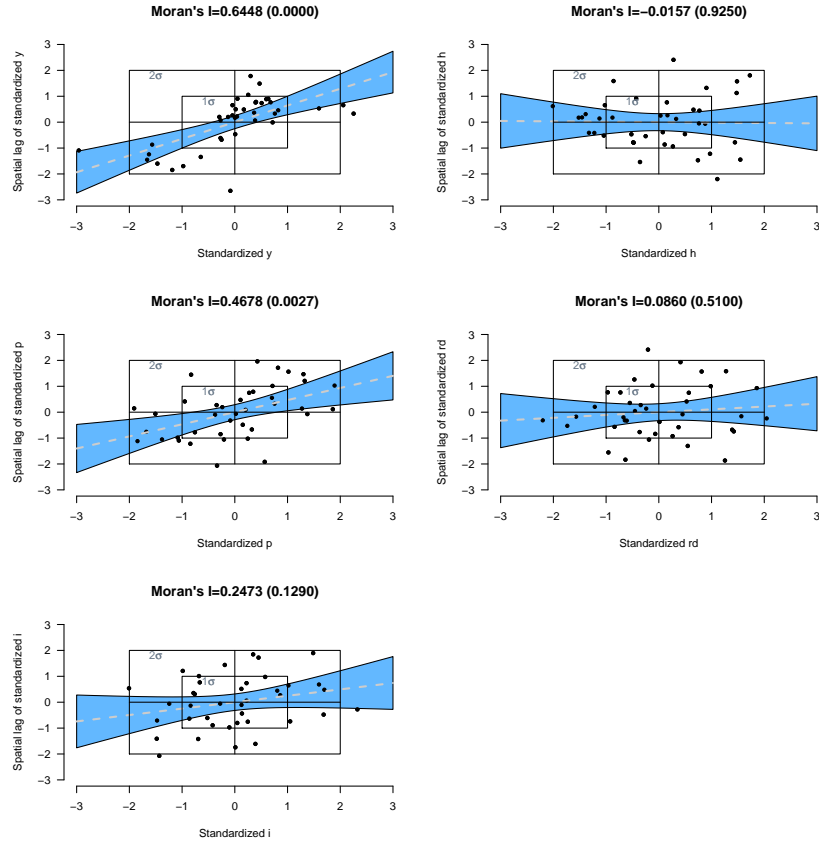 Moran's I=0.6448 (0.0000)
Spatial lag of standardized y
3
2
1
0
−1
−2
−3
2σ
1σ
−3 −2 −1 0 1 2 3
Standardized y
Moran's I=−0.0157 (0.9250)
Spatial lag of standardized h
3
2
1
0
−1
−2
−3
2σ
1σ
−3 −2 −1 0 1 2 3
Standardized h
Moran's I=0.4678 (0.0027)
Spatial lag of standardized p
3
2
1
0
−1
−2
−3
2σ
1σ
−3 −2 −1 0 1 2 3
Standardized p
Moran's I=0.0860 (0.5100)
Spatial lag of standardized rd
3
2
1
0
−1
−2
−3
2σ
1σ
−3 −2 −1 0 1 2 3
Standardized rd
Moran's I=0.2473 (0.1290)
Spatial lag of standardized i
3
2
1
0
−1
−2
−3
2σ
1σ
−3 −2 −1 0 1 2 3
Standardized i